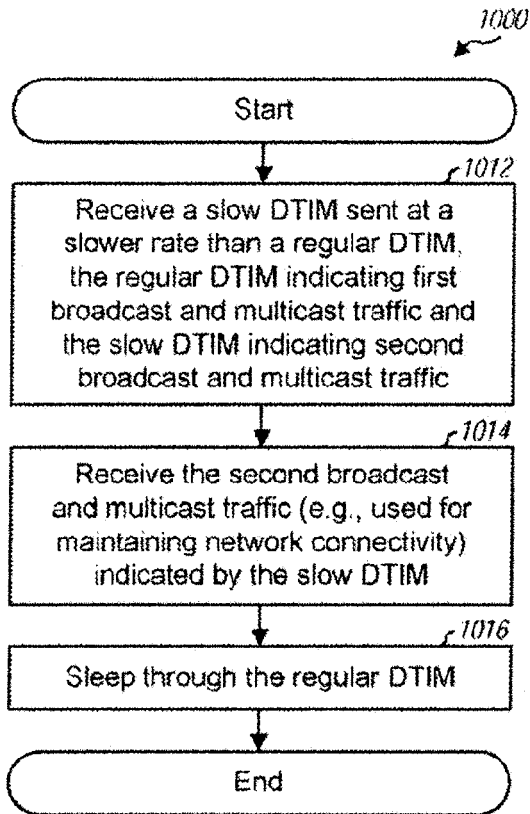 1000
Start
1012
Receive a slow DTIM sent at a
slower rate than a regular DTIM,
the regular DTIM indicating first
broadcast and multicast traffic and
the slow DTIM indicating second
broadcast and multicast traffic
1014
Receive the second broadcast
and multicast traffic (e.g., used for
maintaining network connectivity)
indicated by the slow DTIM
1016
Sleep through the regular DTIM
End